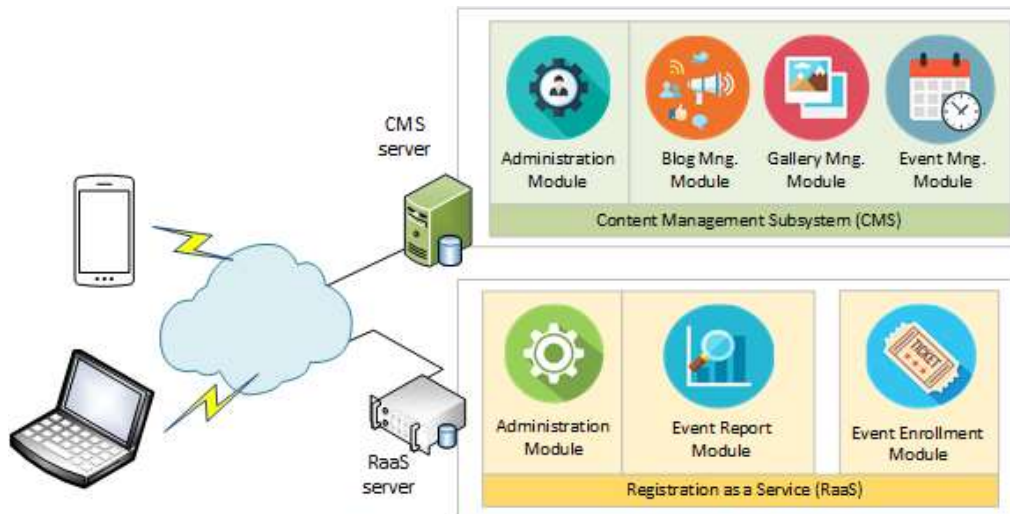 CMS
server
Administration
Module
Blog Mng.
Module
Gallery Mng.
Module
Event Mng.
Module
Content Management Subsystem (CMS)
RaaS
server
Administration
Module
Event Report
Module
TICKET
Event Enrollment
Module
Registration as a Service (RaaS)